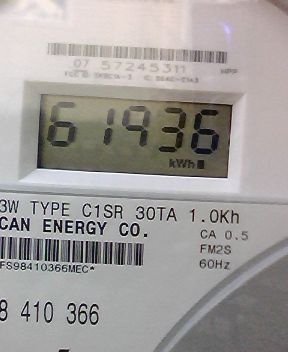 07 57245311
61936
kWh
3W TYPE C1SR 30TA 1.0Kh
CAN ENERGY CO.
CA 0.5
FM2S
60Hz
FS98410366MEC*
8 410 366